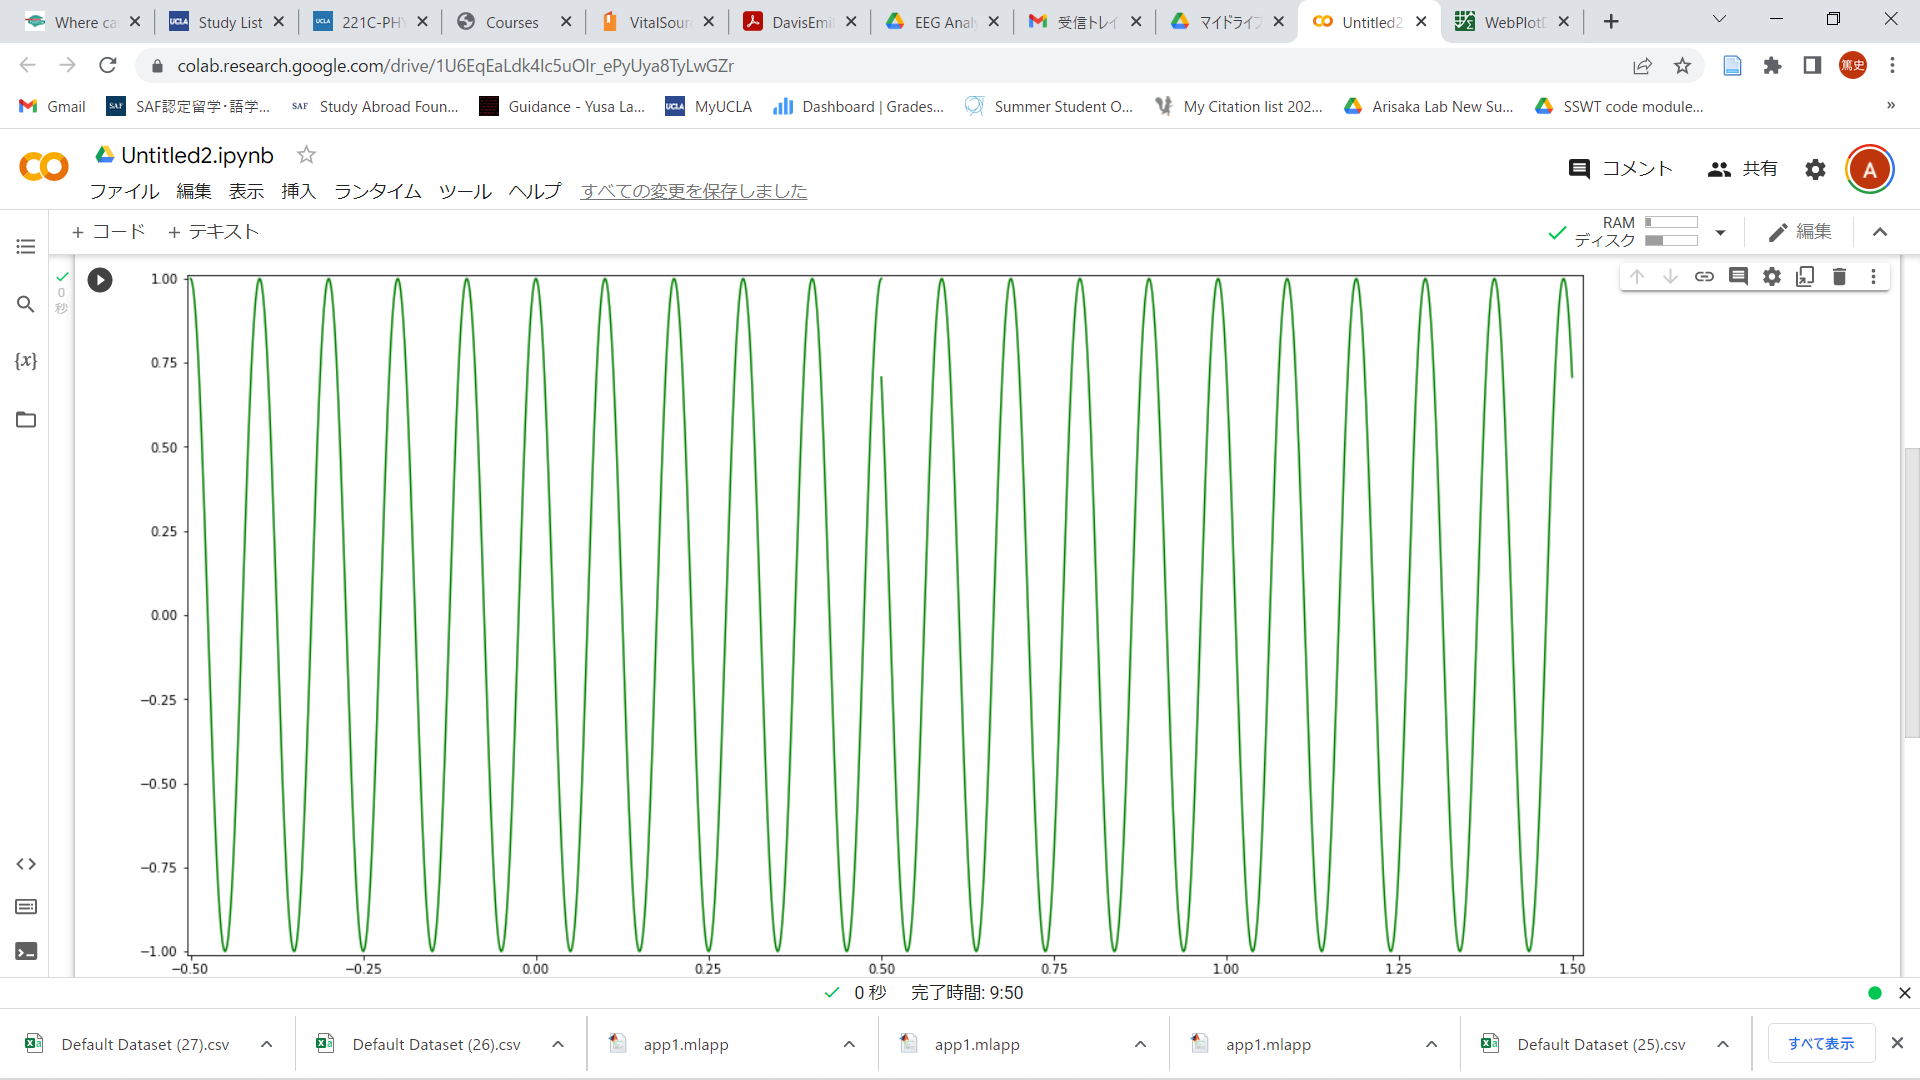 Where ca
Study List
221C-PHY
Courses
VitalSour
DavisEmil
EEG Anal
受信トレイ
マイドライブ
Untitled2
WebPlotD
colab.research.google.com/drive/1U6EqEaLdk4Ic5uOIr_ePyUya8TyLwGZr
篤史
Gmail
SAF認定留学・語学...
Study Abroad Foun...
Guidance - Yusa La...
MyUCLA
Dashboard | Grades...
Summer Student O...
My Citation list 202...
Arisaka Lab New Su...
SSWT code module...
»
Untitled2.ipynb
コメント
共有
A
ファイル 編集 表示 挿入 ランタイム ツール ヘルプ すべての変更を保存しました
+ コード + テキスト
RAM
ディスク
編集
0
秒
{x}
1.00
0.75
0.50
0.25
0.00
−0.25
−0.50
−0.75
−1.00
−0.50 −0.25 0.00 0.25 0.50 0.75 1.00 1.25 1.50
0 秒 完了時間: 9:50
Default Dataset (27).csv
Default Dataset (26).csv
app1.mlapp
app1.mlapp
app1.mlapp
Default Dataset (25).csv
すべて表示